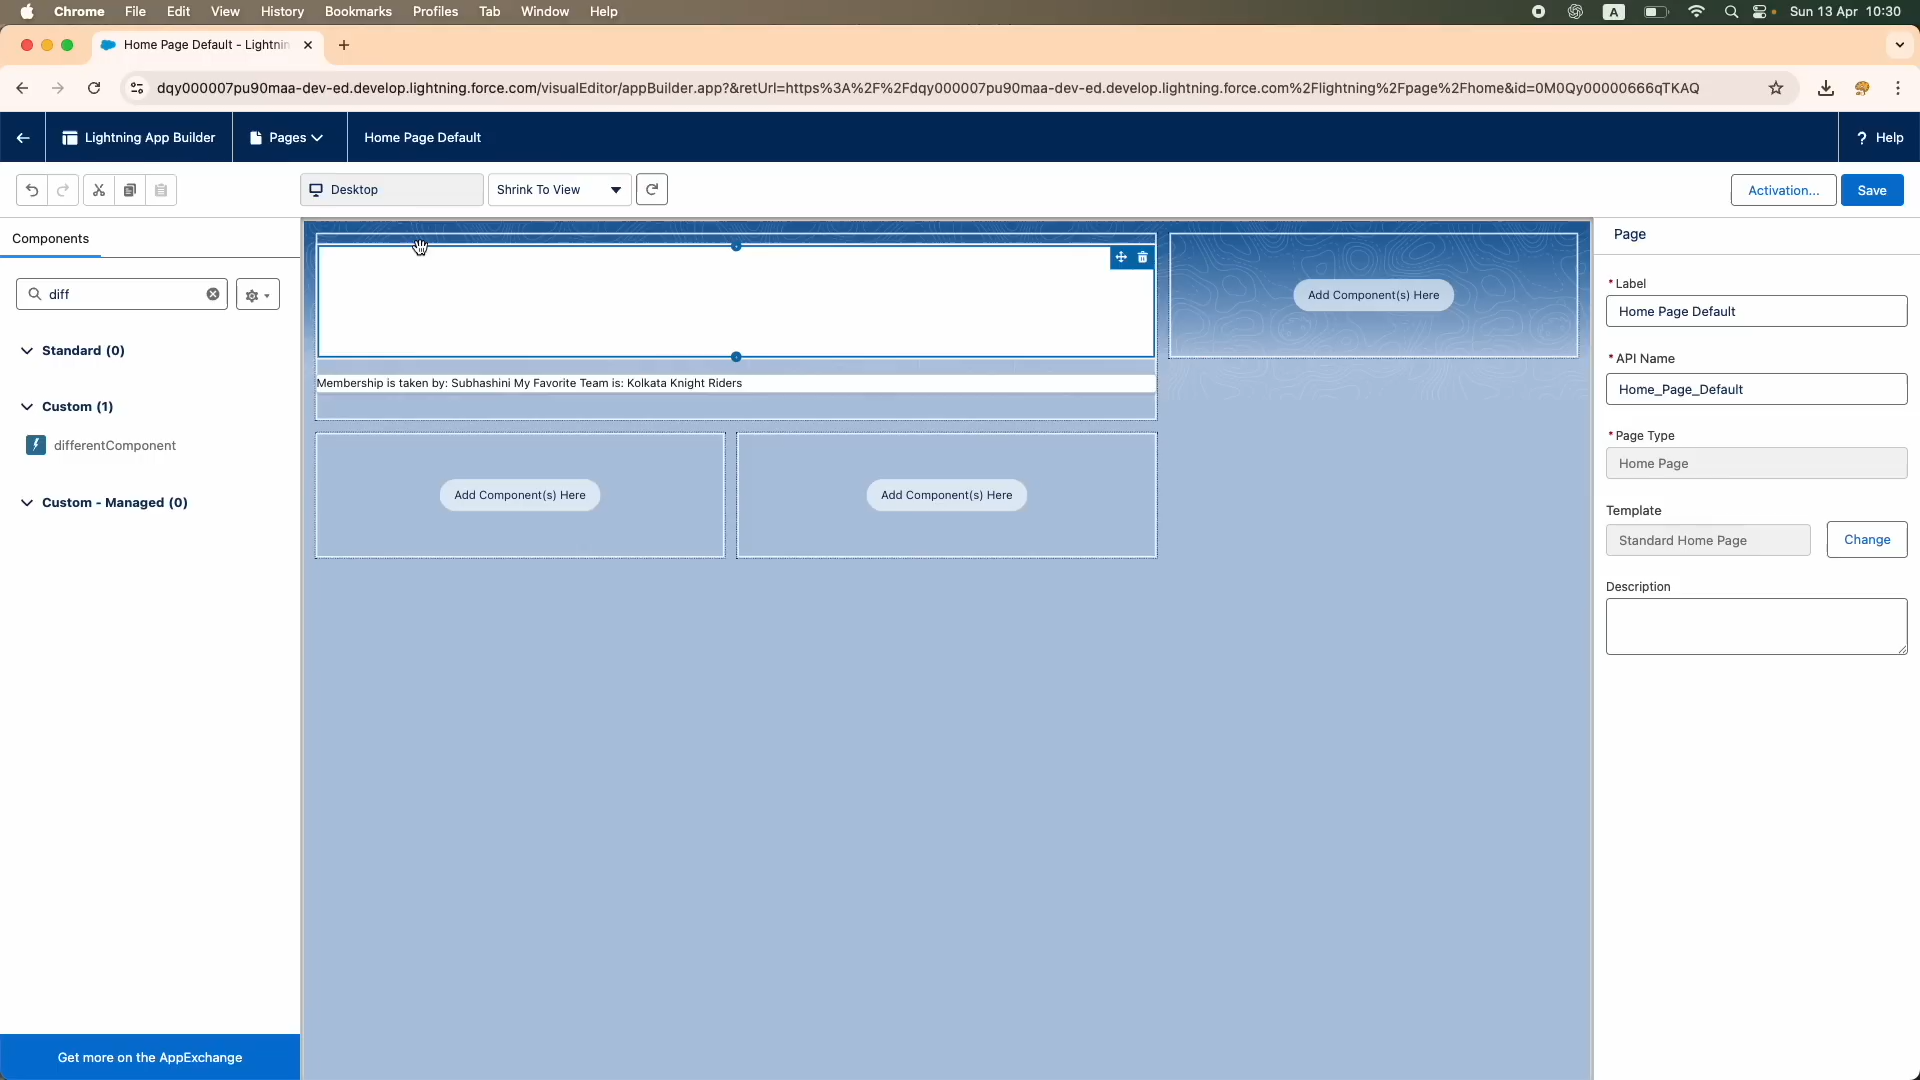 Chrome File Edit View History Bookmarks Profiles Tab Window Help A Sun 13 Apr 10:30
Home Page Default - Lightnin
dqy000007pu90maa-dev-ed.develop.lightning.force.com/visualEditor/appBuilder.app?&retUrl=https%3A%2F%2Fdqy000007pu90maa-dev-ed.develop.lightning.force.com%2Flightning%2Fpage%2Fhome&id=0M0Qy00000666qTKAQ
Lightning App Builder Pages Home Page Default ? Help
Desktop Shrink To View Activation... Save
Components
diff
Standard (0)
Custom (1)
differentComponent
Custom - Managed (0)
Get more on the AppExchange
Add Component(s) Here
Membership is taken by: Subhashini My Favorite Team is: Kolkata Knight Riders
Add Component(s) Here Add Component(s) Here
Page
* Label
Home Page Default
* API Name
Home_Page_Default
* Page Type
Home Page
Template
Standard Home Page Change
Description